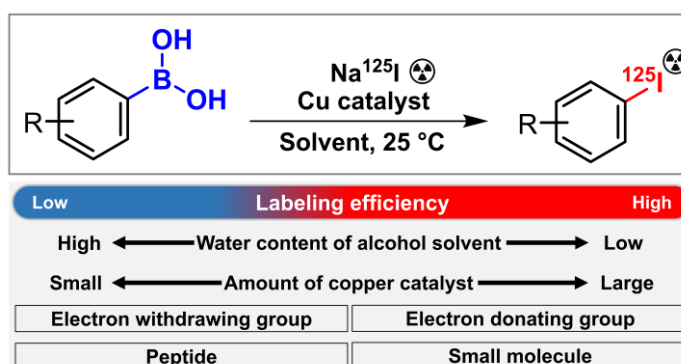 OH
B
OH
R
Na¹²⁵I ☢
Cu catalyst
Solvent, 25 °C
¹²⁵I
R
Low Labeling efficiency High
High Water content of alcohol solvent Low
Small Amount of copper catalyst Large
Electron withdrawing group Electron donating group
Peptide Small molecule